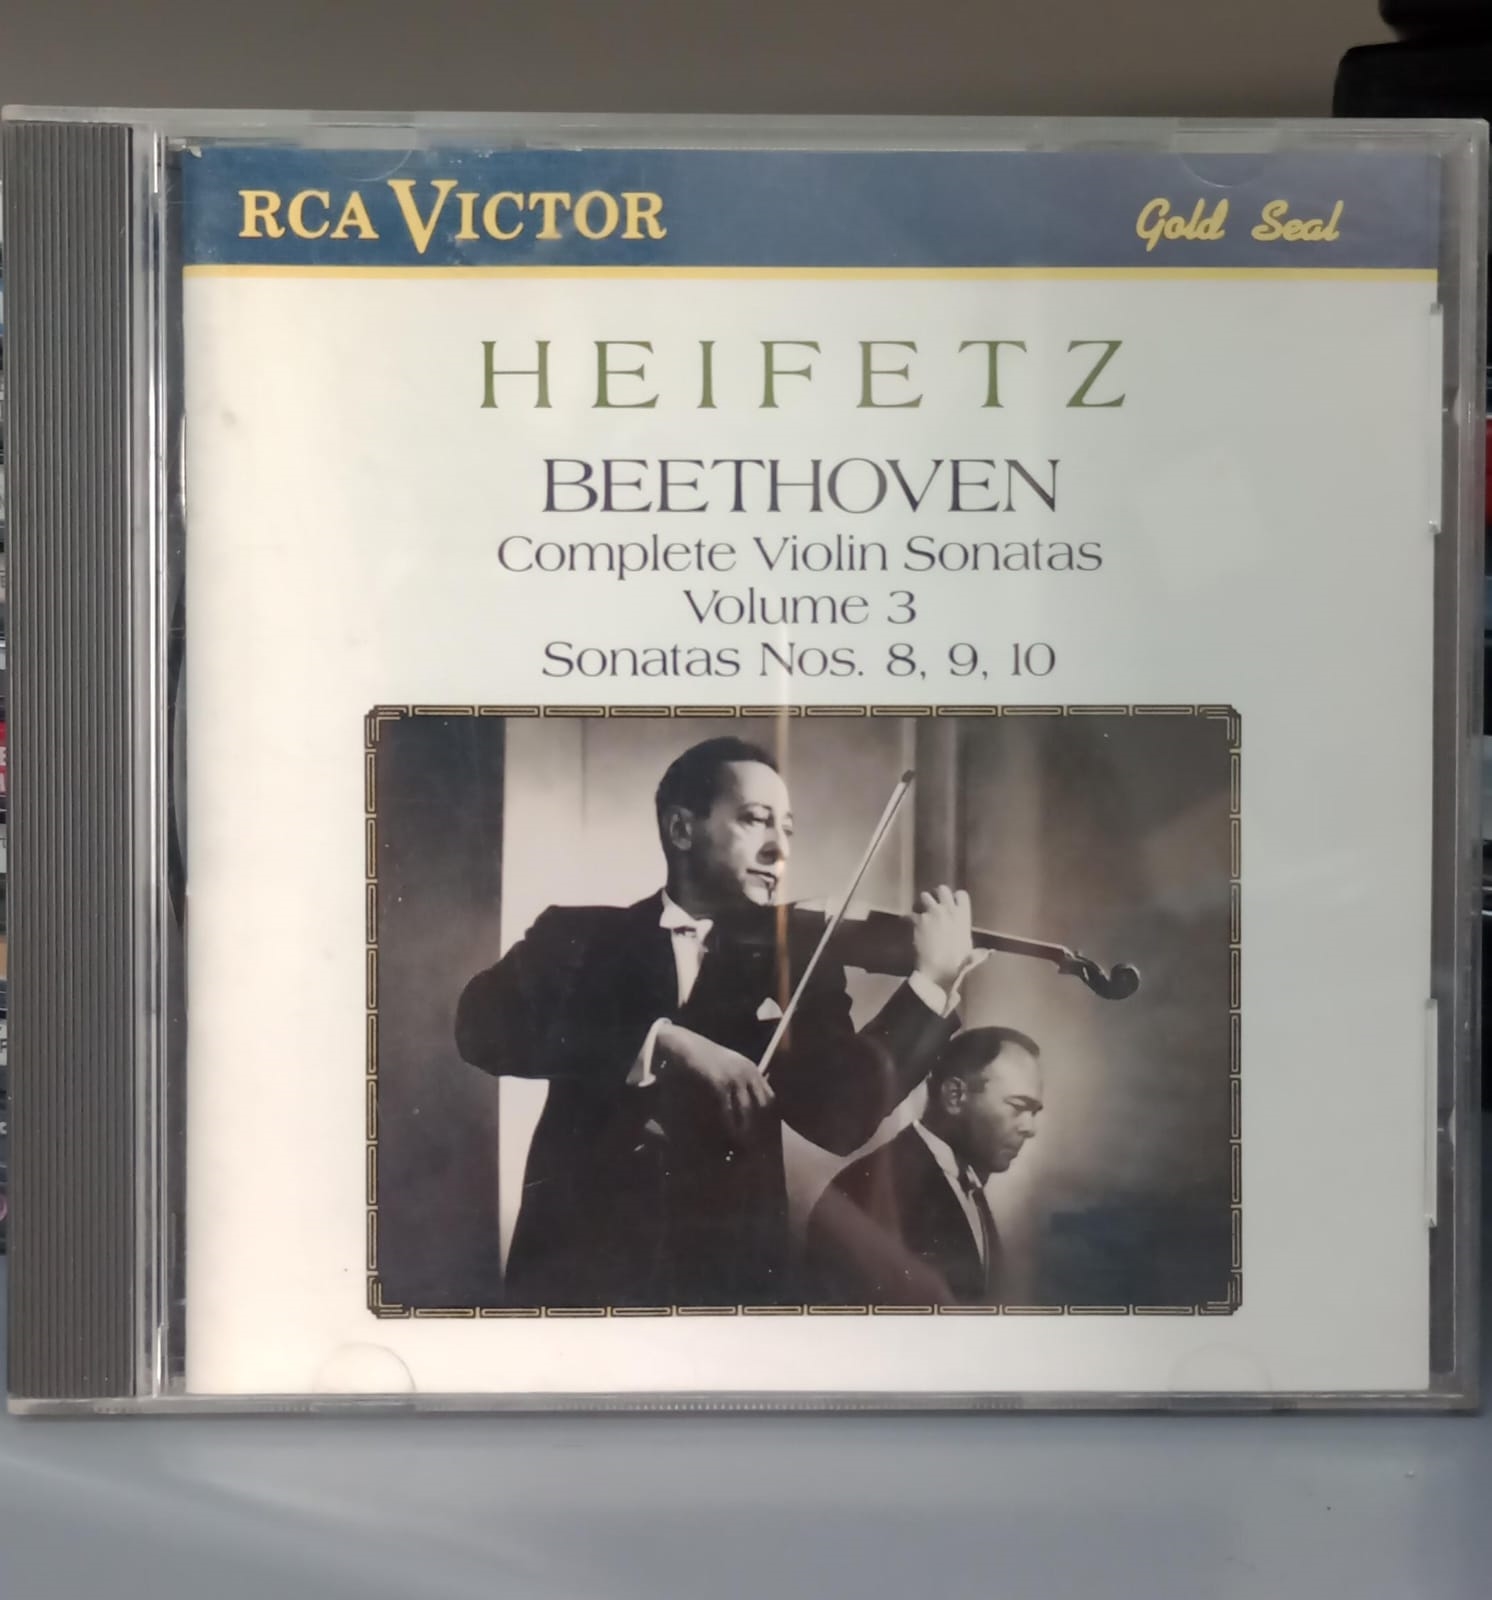 RCA VICTOR Gold Seal
HEIFETZ
BEETHOVEN
Complete Violin Sonatas
Volume 3
Sonatas Nos. 8, 9, 10